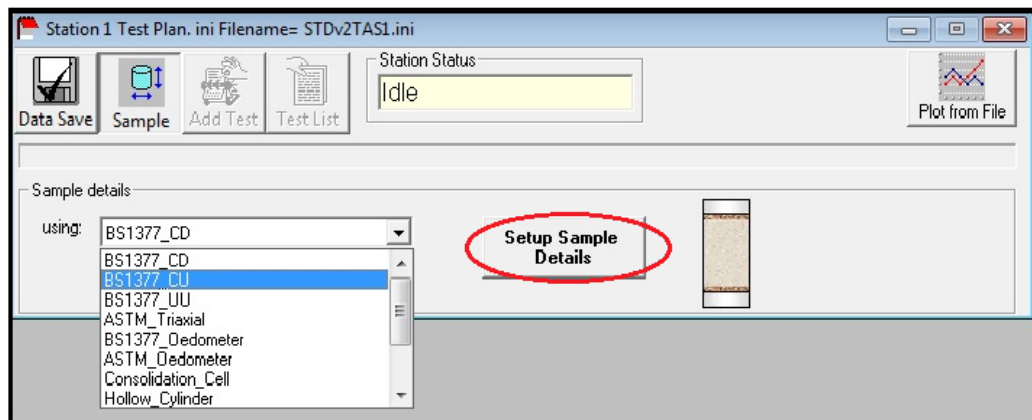 Station 1 Test Plan. ini Filename= STDv2TAS1.ini
Data Save
Sample
Add Test
Test List
Station Status
Idle
Plot from File
Sample details
using:
BS1377_CD
Setup Sample
Details
BS1377_CD
BS1377_CU
BS1377_UU
ASTM_Triaxial
BS1377_Oedometer
ASTM_Oedometer
Consolidation_Cell
Hollow_Cylinder